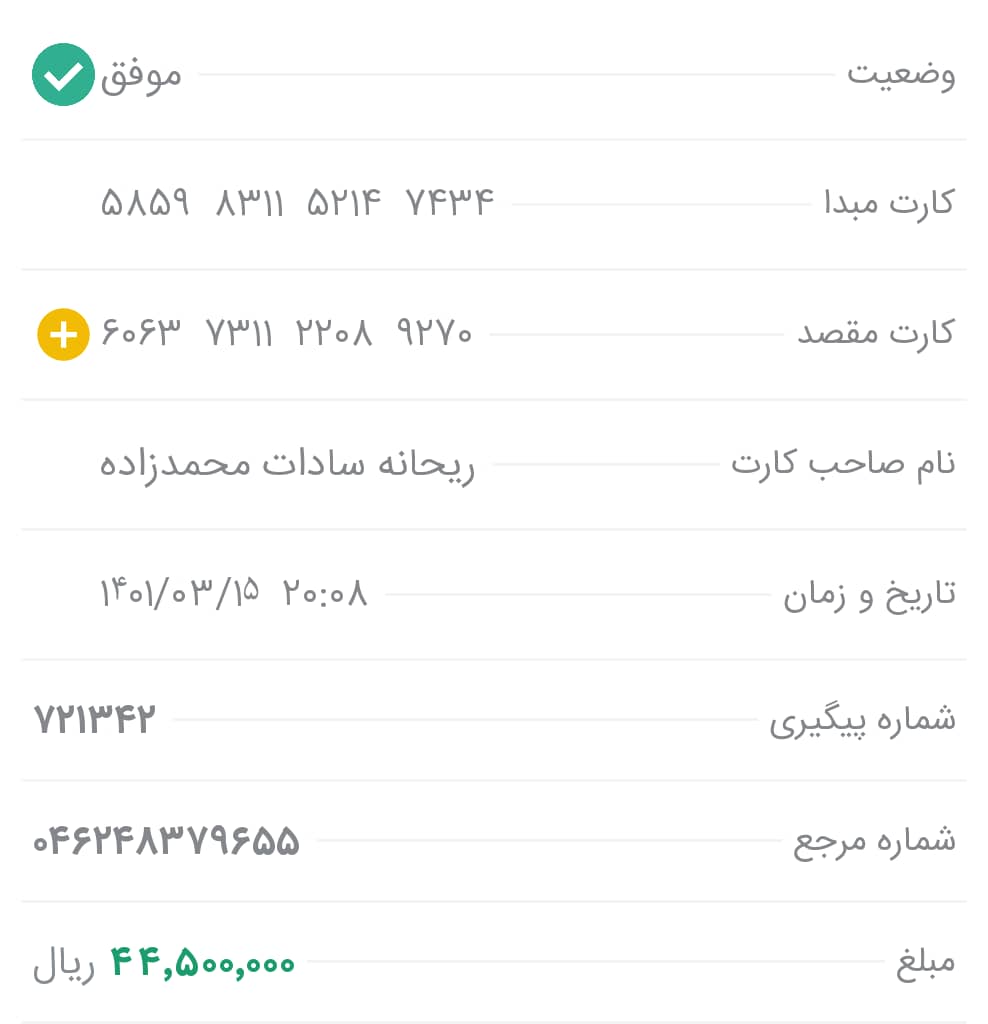 وضعیت موفق
کارت مبدا ۵۸۵۹ ۸۳۱۱ ۵۲۱۴ ۷۴۳۴
کارت مقصد ۶۰۶۳ ۷۳۱۱ ۲۲۰۸ ۹۲۷۰
نام صاحب کارت ریحانه سادات محمدزاده
تاریخ و زمان ۱۴۰۱/۰۳/۱۵ ۲۰:۰۸
شماره پیگیری ۷۲۱۳۴۲
شماره مرجع ۰۴۶۲۴۸۳۷۹۶۵۵
مبلغ ۴۴,۵۰۰,۰۰۰ ریال